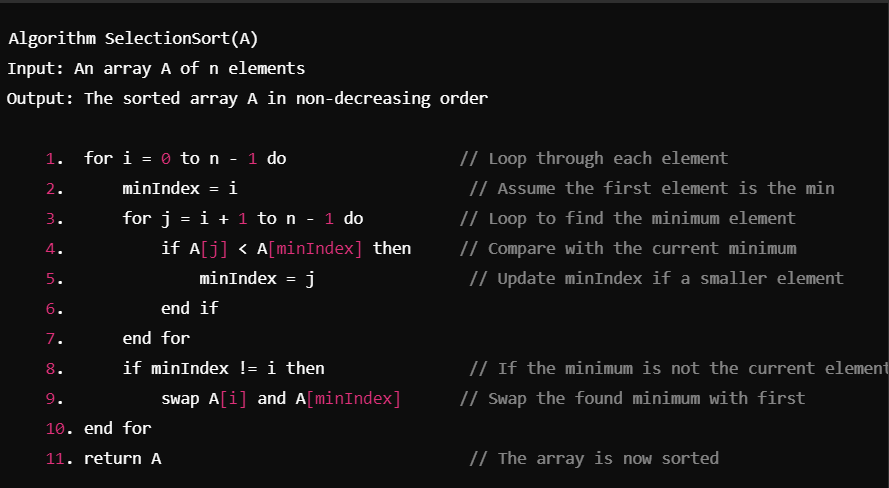 Algorithm SelectionSort(A)
Input: An array A of n elements
Output: The sorted array A in non-decreasing order
1. for i = 0 to n - 1 do // Loop through each element
2. minIndex = i // Assume the first element is the min
3. for j = i + 1 to n - 1 do // Loop to find the minimum element
4. if A[j] < A[minIndex] then // Compare with the current minimum
5. minIndex = j // Update minIndex if a smaller element
6. end if
7. end for
8. if minIndex != i then // If the minimum is not the current element
9. swap A[i] and A[minIndex] // Swap the found minimum with first
10. end for
11. return A // The array is now sorted